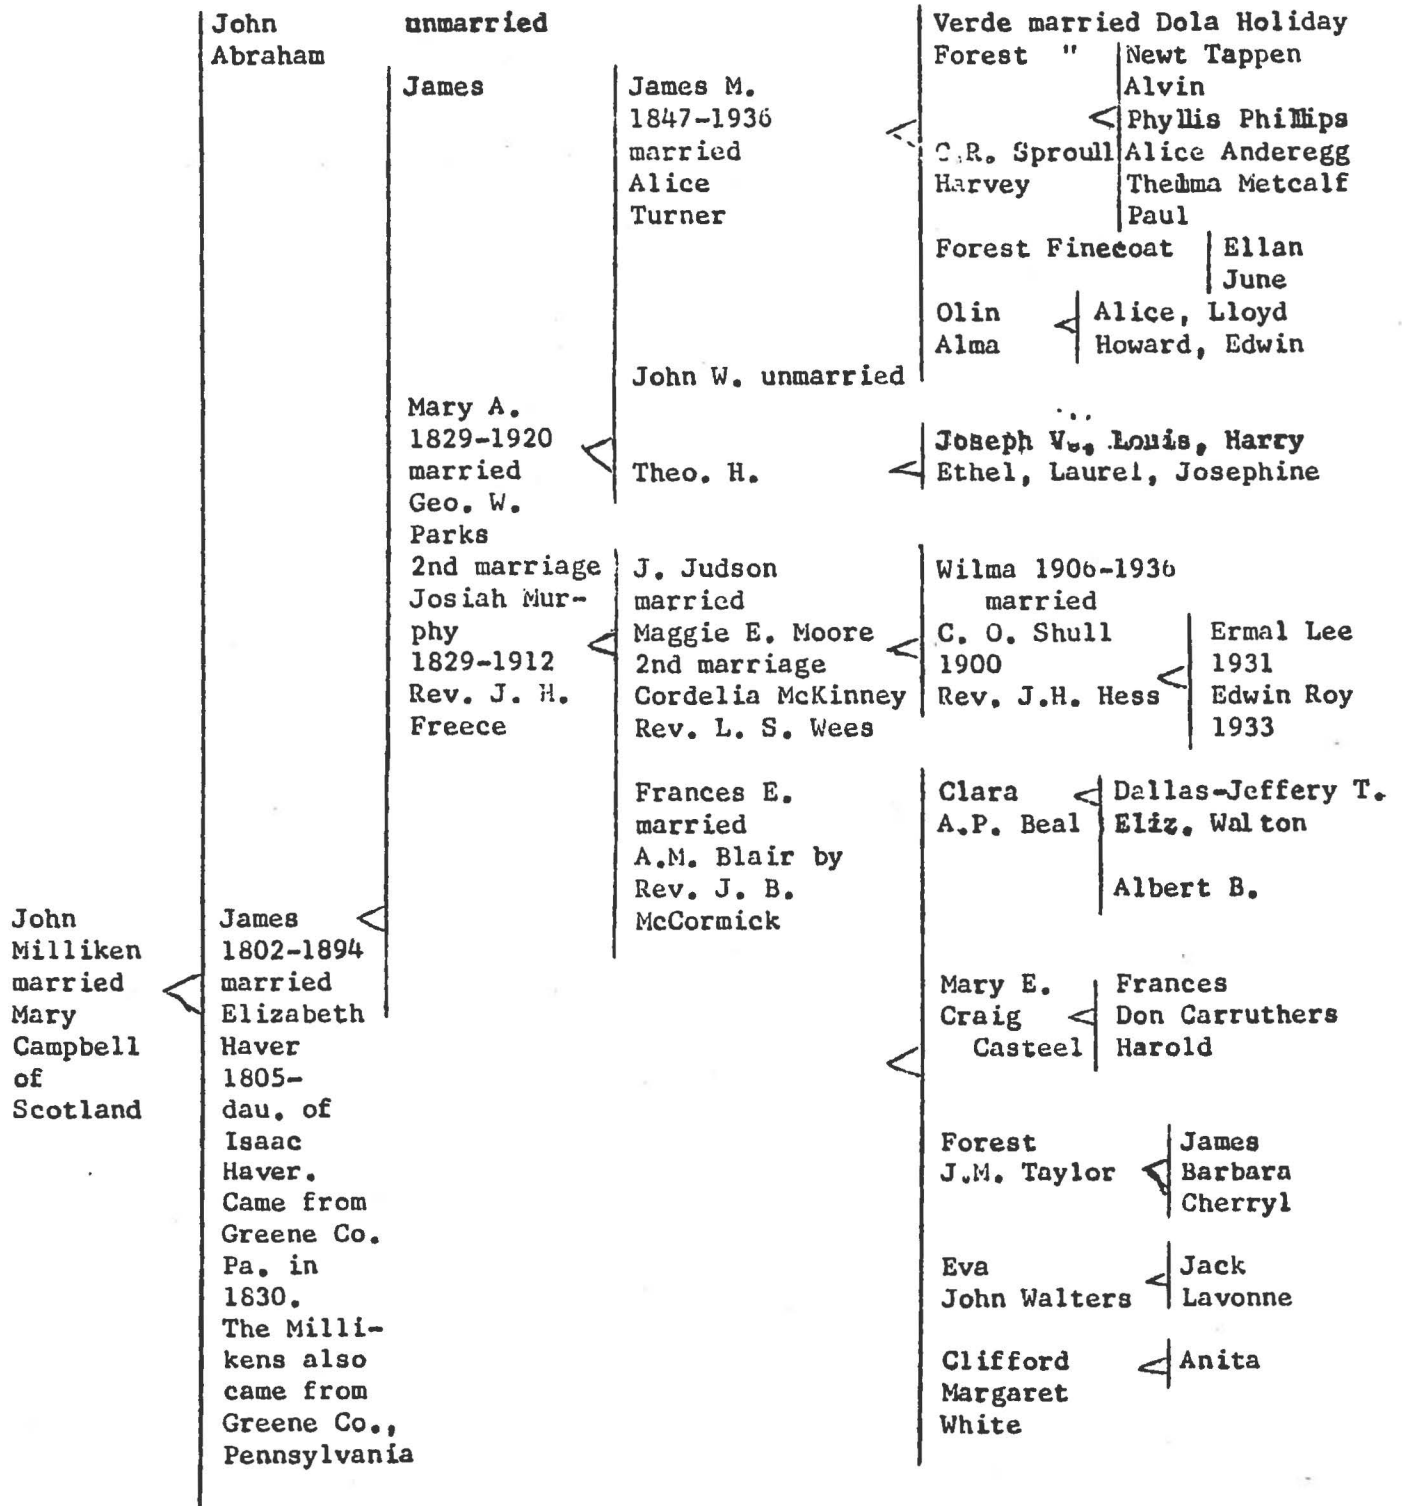 John
Abraham
unmarried
James
James M.
1847-1936
married
Alice
Turner
Verde married Dola Holiday
Forest " Newt Tappen
Alvin
Phyllis Phillips
C.R. Sproull Alice Anderegg
Harvey Thelma Metcalf
Paul
Forest Finecoat Ellan
June
Olin Alice, Lloyd
Alma Howard, Edwin
John W. unmarried
Mary A.
1829-1920
married
Geo. W.
Parks
2nd marriage
Josiah Mur-
phy
1829-1912
Rev. J. H.
Freece
Theo. H.
Joseph V., Louis, Harry
Ethel, Laurel, Josephine
J. Judson
married
Maggie E. Moore
2nd marriage
Cordelia McKinney
Rev. L. S. Wees
Wilma 1906-1936
married
C. O. Shull
1900
Rev. J.H. Hess
Ermal Lee
1931
Edwin Roy
1933
Frances E.
married
A.M. Blair by
Rev. J. B.
McCormick
Clara Dallas-Jeffery T.
A.P. Beal Eliz. Walton
Albert B.
Mary E. Frances
Craig Don Carruthers
Casteel Harold
Forest James
J.M. Taylor Barbara
Cherryl
Eva Jack
John Walters Lavonne
Clifford Anita
Margaret
White
John
Milliken
married
Mary
Campbell
of
Scotland
James
1802-1894
married
Elizabeth
Haver
1805-
dau. of
Isaac
Haver.
Came from
Greene Co.
Pa. in
1830.
The Milli-
kens also
came from
Greene Co.,
Pennsylvania